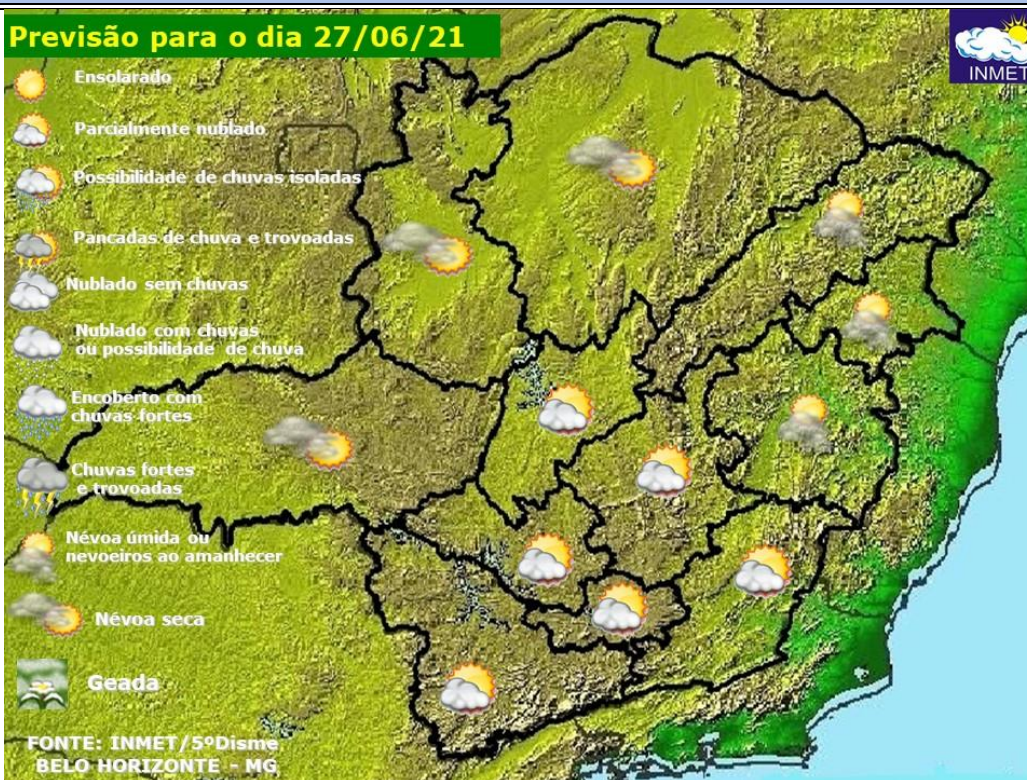 Previsão para o dia 27/06/21
INMET
Ensolarado
Parcialmente nublado
Possibilidade de chuvas isoladas
Pancadas de chuva e trovoadas
Nublado sem chuvas
Nublado com chuvas
ou possibilidade de chuva
Encoberto com
chuvas fortes
Chuvas fortes
e trovoadas
Névoa úmida ou
nevoeiros ao amanhecer
Névoa seca
Geada
FONTE: INMET/5ºDisme
BELO HORIZONTE - MG